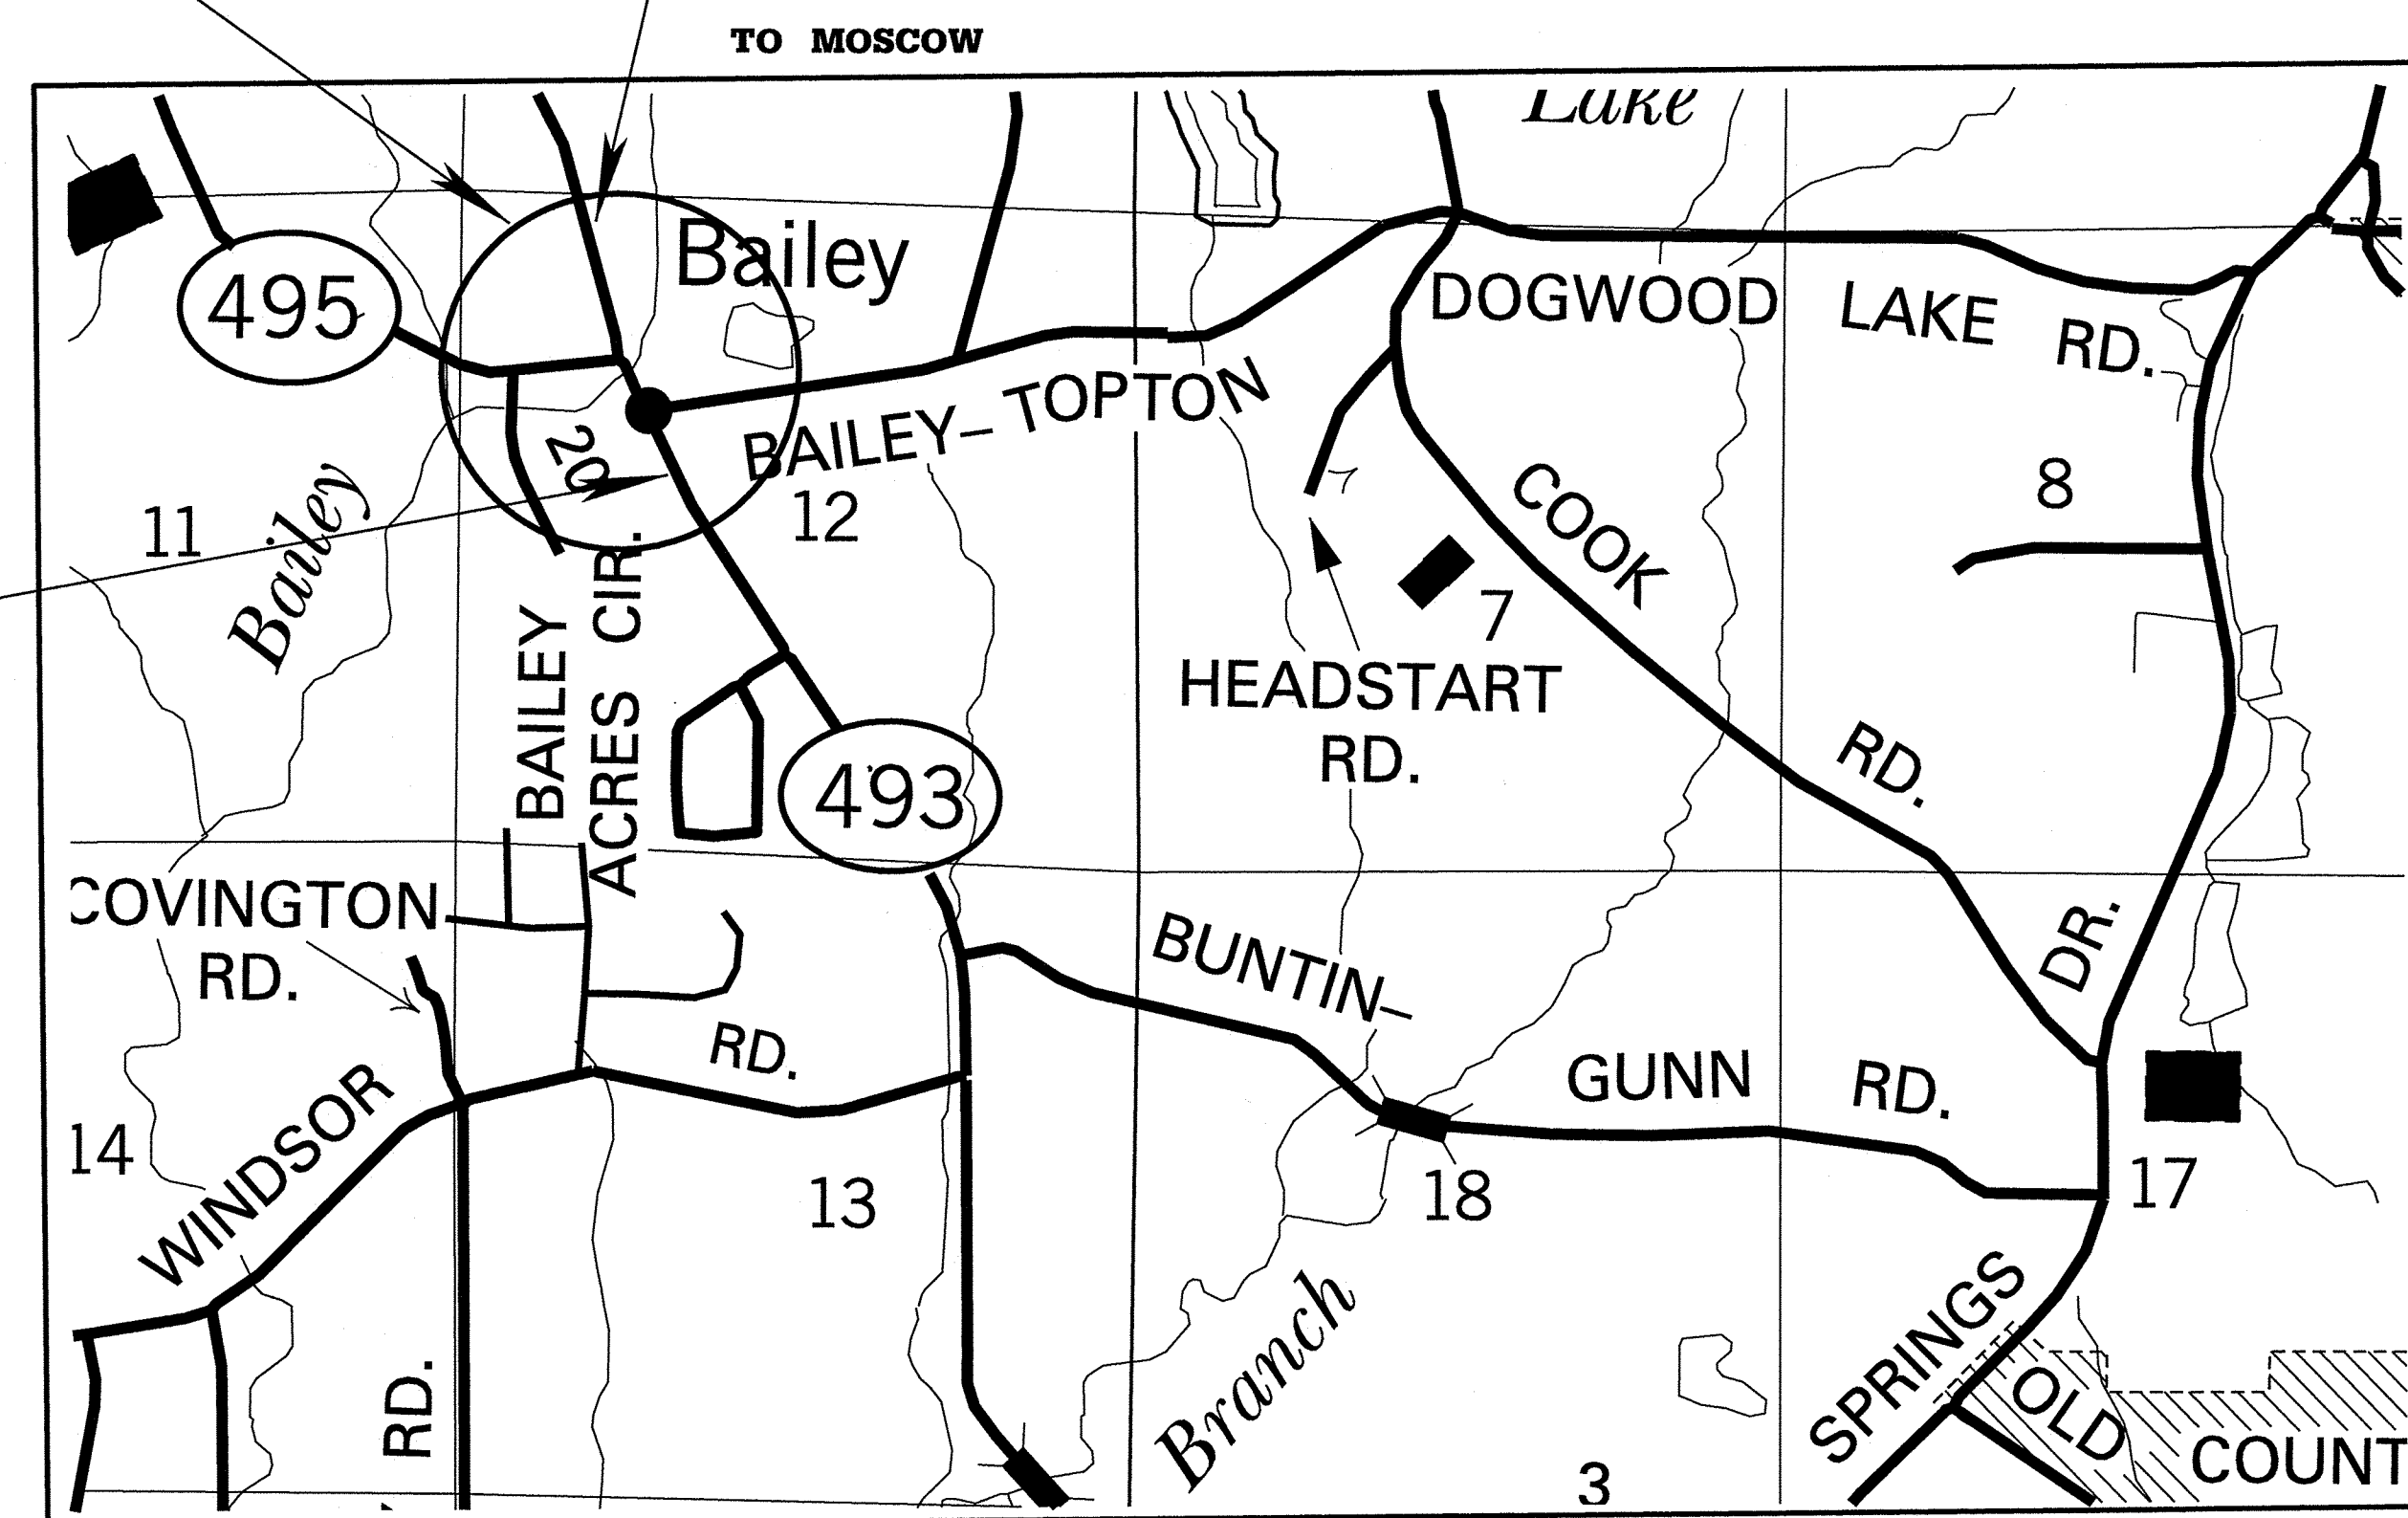 TO MOSCOW
Lake
Bailey
495
DOGWOOD LAKE RD.
BAILEY– TOPTON
20
COOK RD.
8
11
12
Bailey
7
HEADSTART
RD.
BAILEY
ACRES CIR.
493
COVINGTON
RD.
BUNTIN–
GUNN RD.
DR.
WINDSOR RD.
14
13
18
17
SPRINGS
Branch
RD.
OLD
COUNT
3